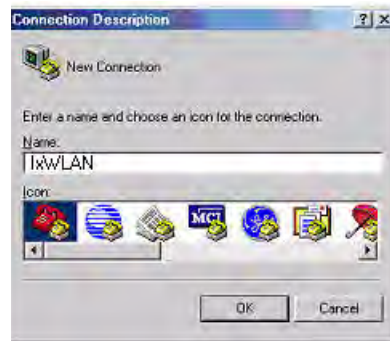 Connection Description
? x
New Connection
Enter a name and choose an icon for the connection.
Name:
IxWLAN
Icon:
MCI
OK
Cancel